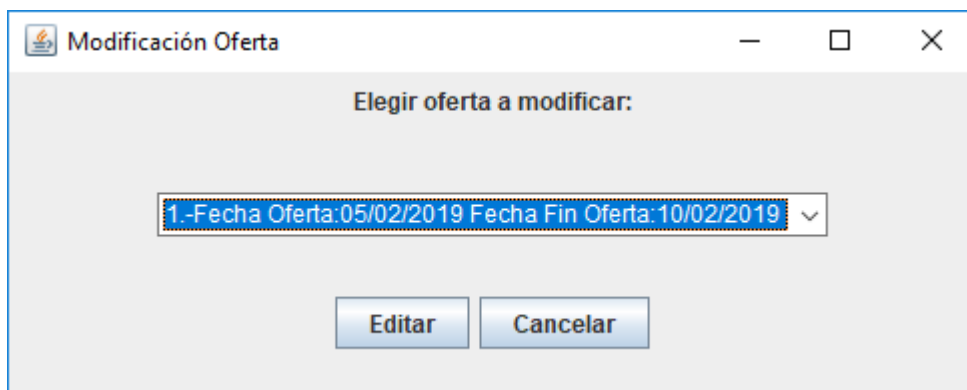 Modificación Oferta
Elegir oferta a modificar:
1.-Fecha Oferta:05/02/2019 Fecha Fin Oferta:10/02/2019
Editar Cancelar